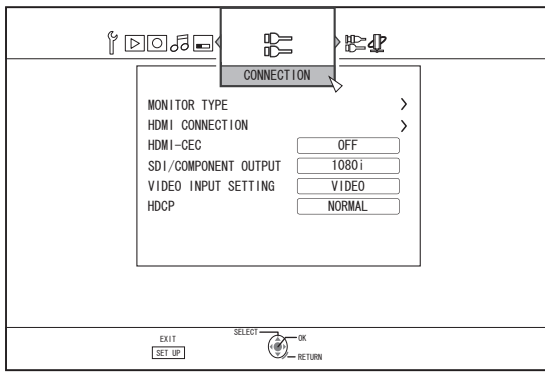 CONNECTION
MONITOR TYPE
HDMI CONNECTION
HDMI-CEC OFF
SDI/COMPONENT OUTPUT 1080i
VIDEO INPUT SETTING VIDEO
HDCP NORMAL
EXIT
SET UP
SELECT
OK
RETURN